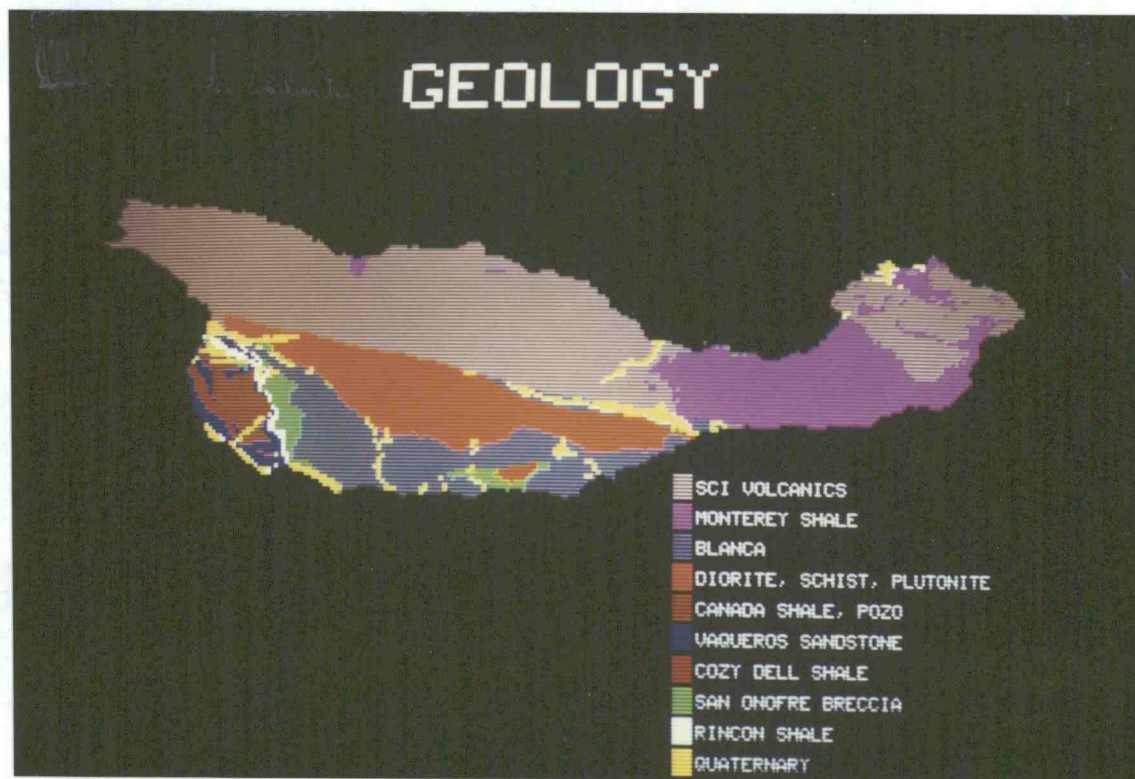 GEOLOGY
SCI VOLCANICS
MONTEREY SHALE
BLANCA
DIORITE, SCHIST, PLUTONITE
CANADA SHALE, POZO
VAQUEROS SANDSTONE
COZY DELL SHALE
SAN ONOFRE BRECCIA
RINCON SHALE
QUATERNARY